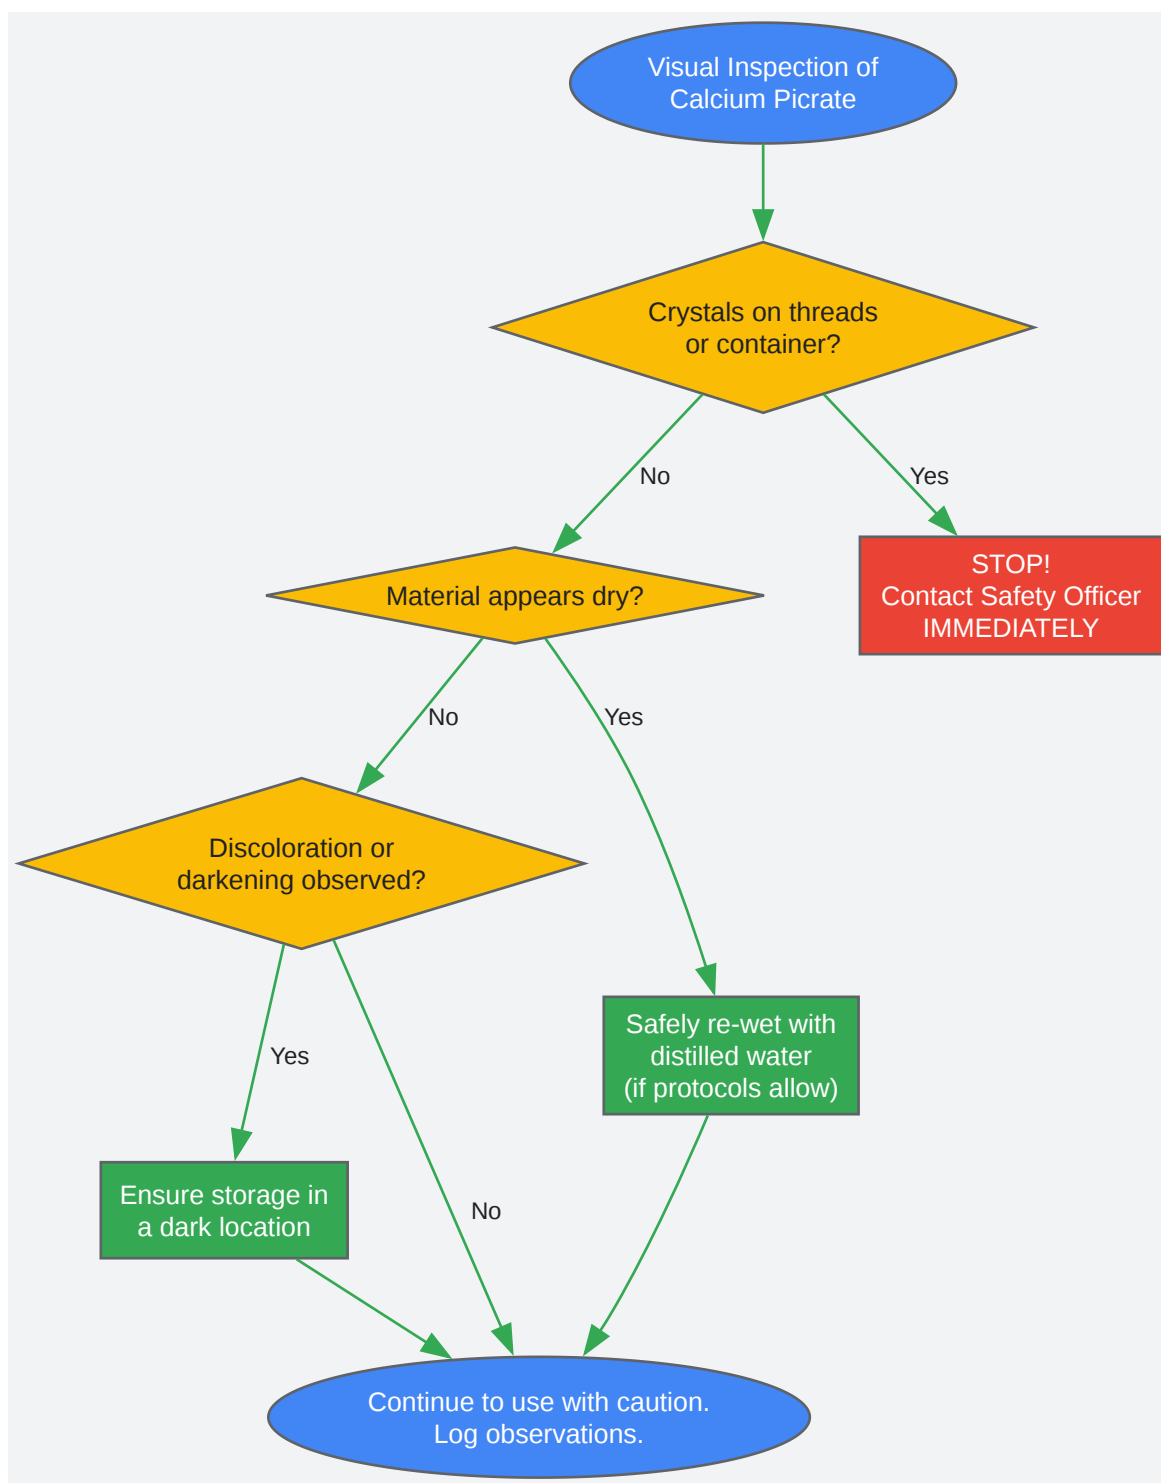 Visual Inspection of
Calcium Picrate
Crystals on threads
or container?
No
Yes
STOP!
Contact Safety Officer
IMMEDIATELY
Material appears dry?
No
Yes
Discoloration or
darkening observed?
Yes
No
Safely re-wet with
distilled water
(if protocols allow)
Ensure storage in
a dark location
Continue to use with caution.
Log observations.